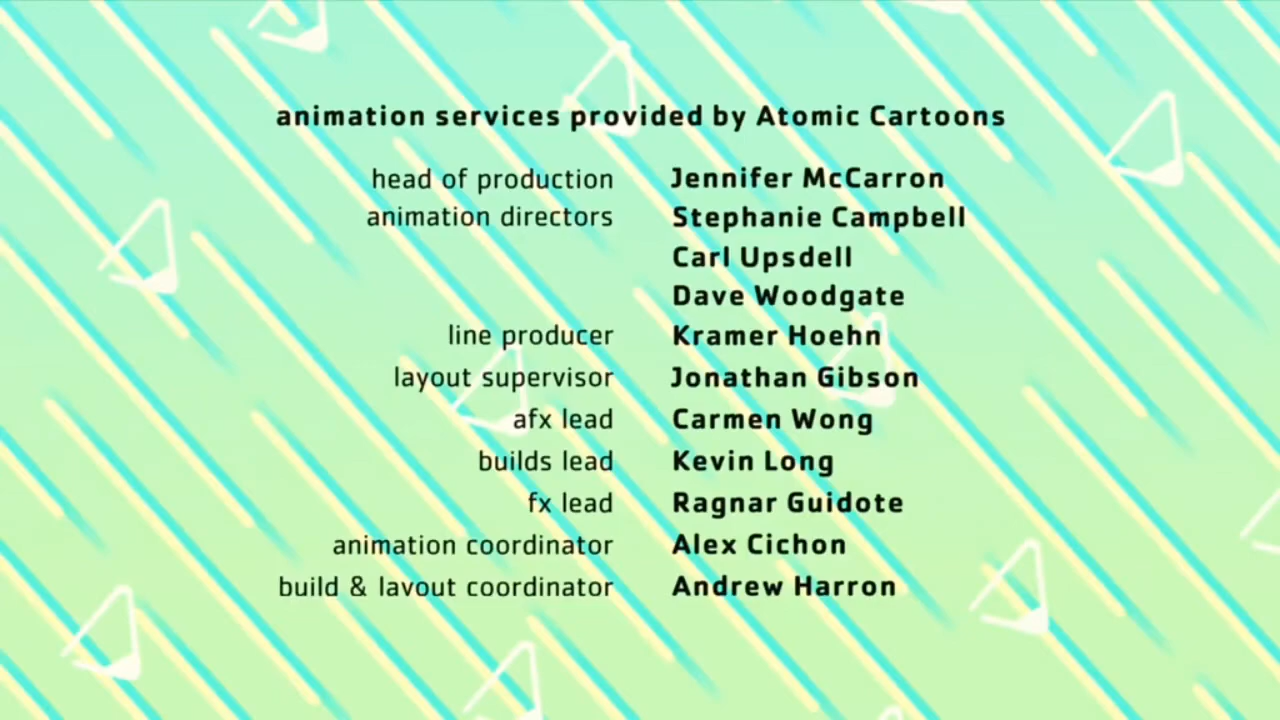 animation services provided by Atomic Cartoons
head of production Jennifer McCarron
animation directors Stephanie Campbell
Carl Upsdell
Dave Woodgate
line producer Kramer Hoehn
layout supervisor Jonathan Gibson
afx lead Carmen Wong
builds lead Kevin Long
fx lead Ragnar Guidote
animation coordinator Alex Cichon
build & lavout coordinator Andrew Harron